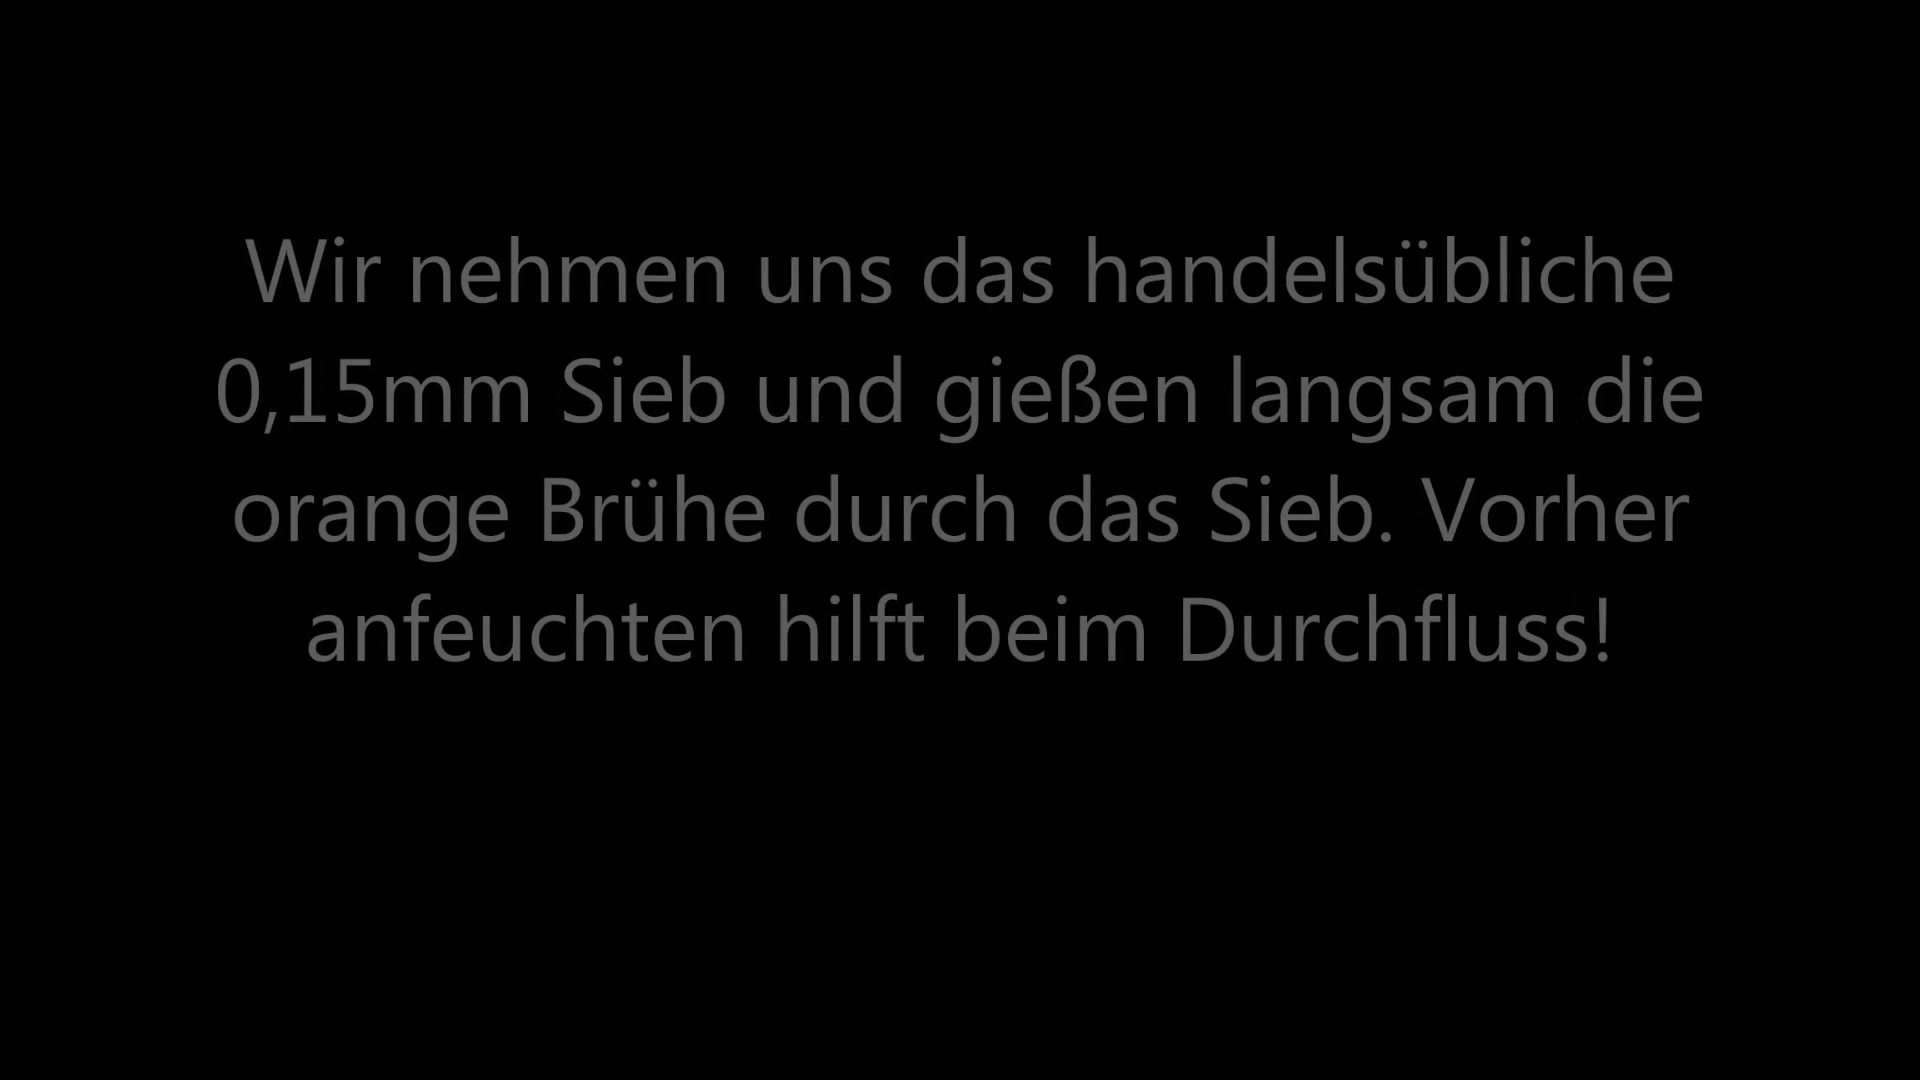 Wir nehmen uns das handelsübliche
0,15mm Sieb und gießen langsam die
orange Brühe durch das Sieb. Vorher
anfeuchten hilft beim Durchfluss!